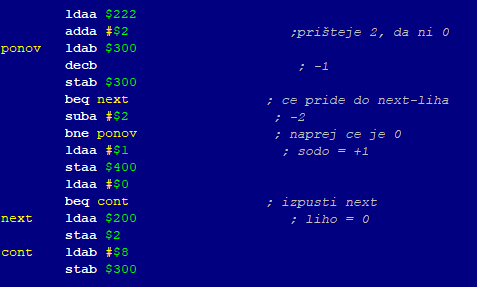 ldaa $222
adda #$2 ;prišteje 2, da ni 0
ponov ldab $300
decb ; -1
stab $300
beq next ; ce pride do next-liha
suba #$2 ; -2
bne ponov ; naprej ce je 0
ldaa #$1 ; sodo = +1
staa $400
ldaa #$0
beq cont ; izpusti next
next ldaa $200 ; liho = 0
staa $2
cont ldab #$8
stab $300